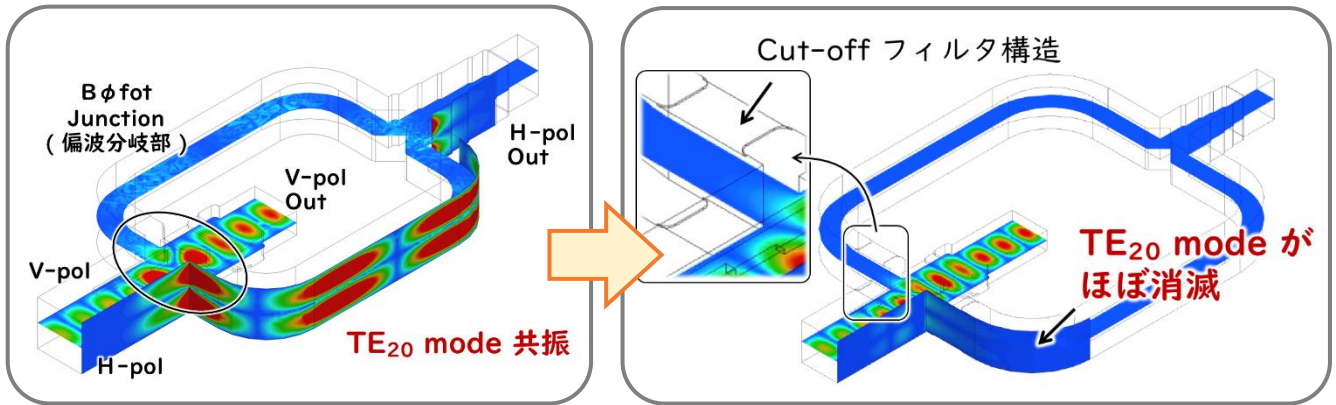 Bφfot
Junction
(偏波分岐部)
V-pol
Out
H-pol
Out
V-pol
H-pol
TE20 mode 共振
Cut-off フィルタ構造
TE20 mode が
ほぼ消滅